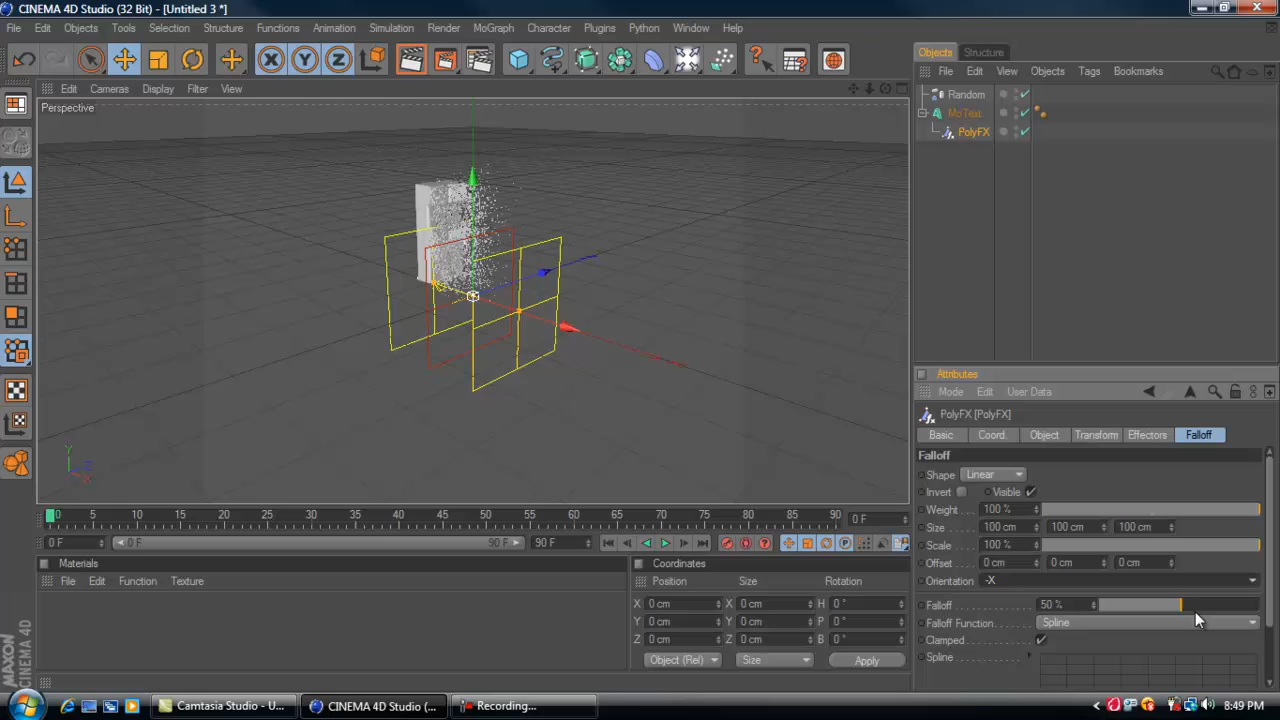 CINEMA 4D Studio (32 Bit) - [Untitled 3 *]
File Edit Objects Tools Selection Structure Functions Animation Simulation Render MoGraph Character Plugins Python Window Help
X Y Z
Edit Cameras Display Filter View
Perspective
Y
Z
X
0 5 10 15 20 25 30 35 40 45 50 55 60 65 70 75 80 85 90 0 F
0 F 0 F 90 F 90 F
Materials
File Edit Function Texture
Coordinates
Position Size Rotation
X 0 cm X 0 cm H 0 °
Y 0 cm Y 0 cm P 0 °
Z 0 cm Z 0 cm B 0 °
Object (Rel) Size Apply
Objects Structure
File Edit View Objects Tags Bookmarks
Random
MoText
PolyFX
Attributes
Mode Edit User Data
PolyFX [PolyFX]
Basic Coord. Object Transform Effectors Falloff
Falloff
Shape Linear
Invert Visible
Weight 100 %
Size 100 cm 100 cm 100 cm
Scale 100 %
Offset 0 cm 0 cm 0 cm
Orientation -X
Falloff 50 %
Falloff Function Spline
Clamped
Spline
MAXON CINEMA 4D
Camtasia Studio - U... CINEMA 4D Studio (... Recording... 8:49 PM